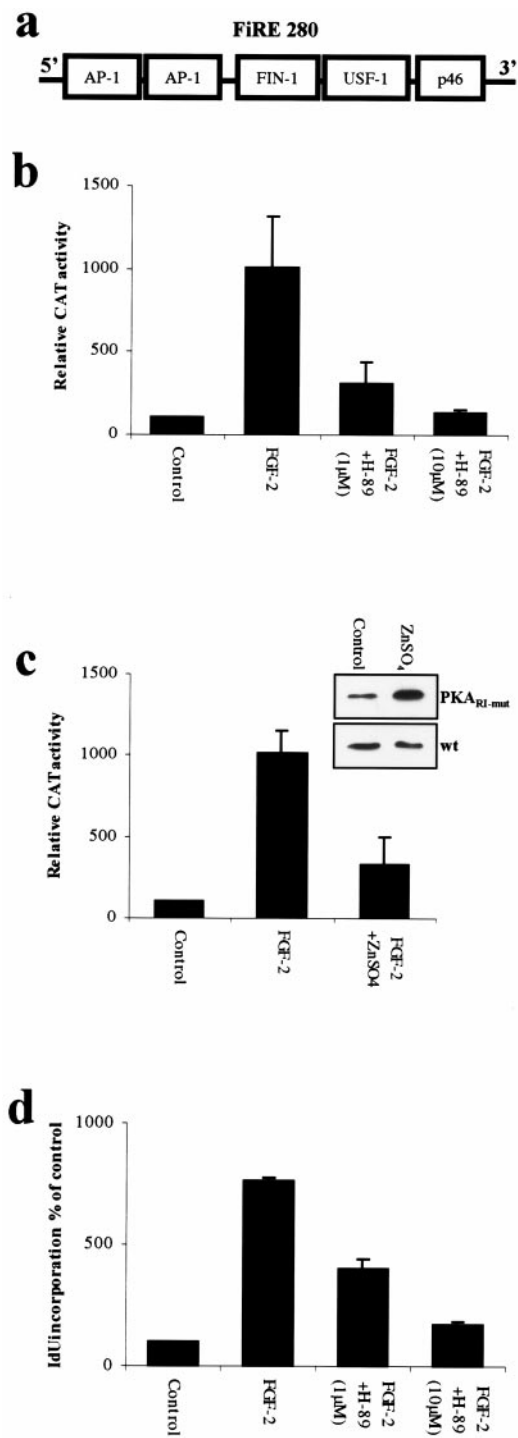 a
FiRE 280
5’ AP-1 AP-1 FIN-1 USF-1 p46 3’
b
Relative CAT activity
1500
1000
500
0
Control
FGF-2
FGF-2
+H-89
(1µM)
FGF-2
+H-89
(10µM)
c
Relative CAT activity
1500
1000
500
0
Control
ZnSO4
PKARI-mut
wt
Control
FGF-2
FGF-2
+ZnSO4
d
IdUincorporation % of control
1000
500
0
Control
FGF-2
FGF-2
+H-89
(1µM)
FGF-2
+H-89
(10µM)